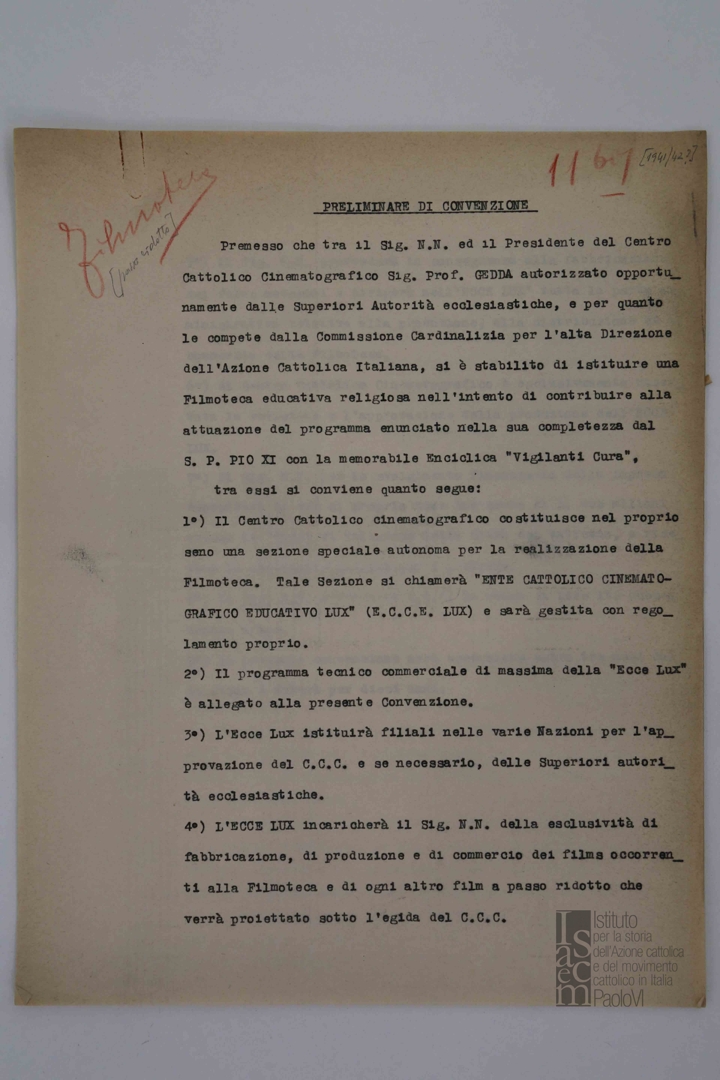 Filmoteca
[passo ridotto]
11 67 [1941/42?]
PRELIMINARE DI CONVENZIONE
Premesso che tra il Sig. N.N. ed il Presidente del Centro
Cattolico Cinematografico Sig. Prof. GEDDA autorizzato opportu_
namente dalle Superiori Autorità ecclesiastiche, e per quanto
le compete dalla Commissione Cardinalizia per l'alta Direzione
dell'Azione Cattolica Italiana, si è stabilito di istituire una
Filmoteca educativa religiosa nell'intento di contribuire alla
attuazione del programma enunciato nella sua completezza dal
S. P. PIO XI con la memorabile Enciclica "Vigilanti Cura",
tra essi si conviene quanto segue:
1°) Il Centro Cattolico cinematografico costituisce nel proprio
seno una sezione speciale autonoma per la realizzazione della
Filmoteca. Tale Sezione si chiamerà "ENTE CATTOLICO CINEMATO-
GRAFICO EDUCATIVO LUX" (E.C.C.E. LUX) e sarà gestita con rego_
lamento proprio.
2°) Il programma tecnico commerciale di massima della "Ecce Lux"
è allegato alla presente Convenzione.
3°) L'Ecce Lux istituirà filiali nelle varie Nazioni per l'ap_
provazione del C.C.C. e se necessario, delle Superiori autori_
tà ecclesiastiche.
4°) L'ECCE LUX incaricherà il Sig. N.N. della esclusività di
fabbricazione, di produzione e di commercio dei films occorren_
ti alla Filmoteca e di ogni altro film a passo ridotto che
verrà proiettato sotto l'egida del C.C.C.
Isacem
Istituto
per la storia
dell'Azione cattolica
e del movimento
cattolico in Italia
PaoloVI